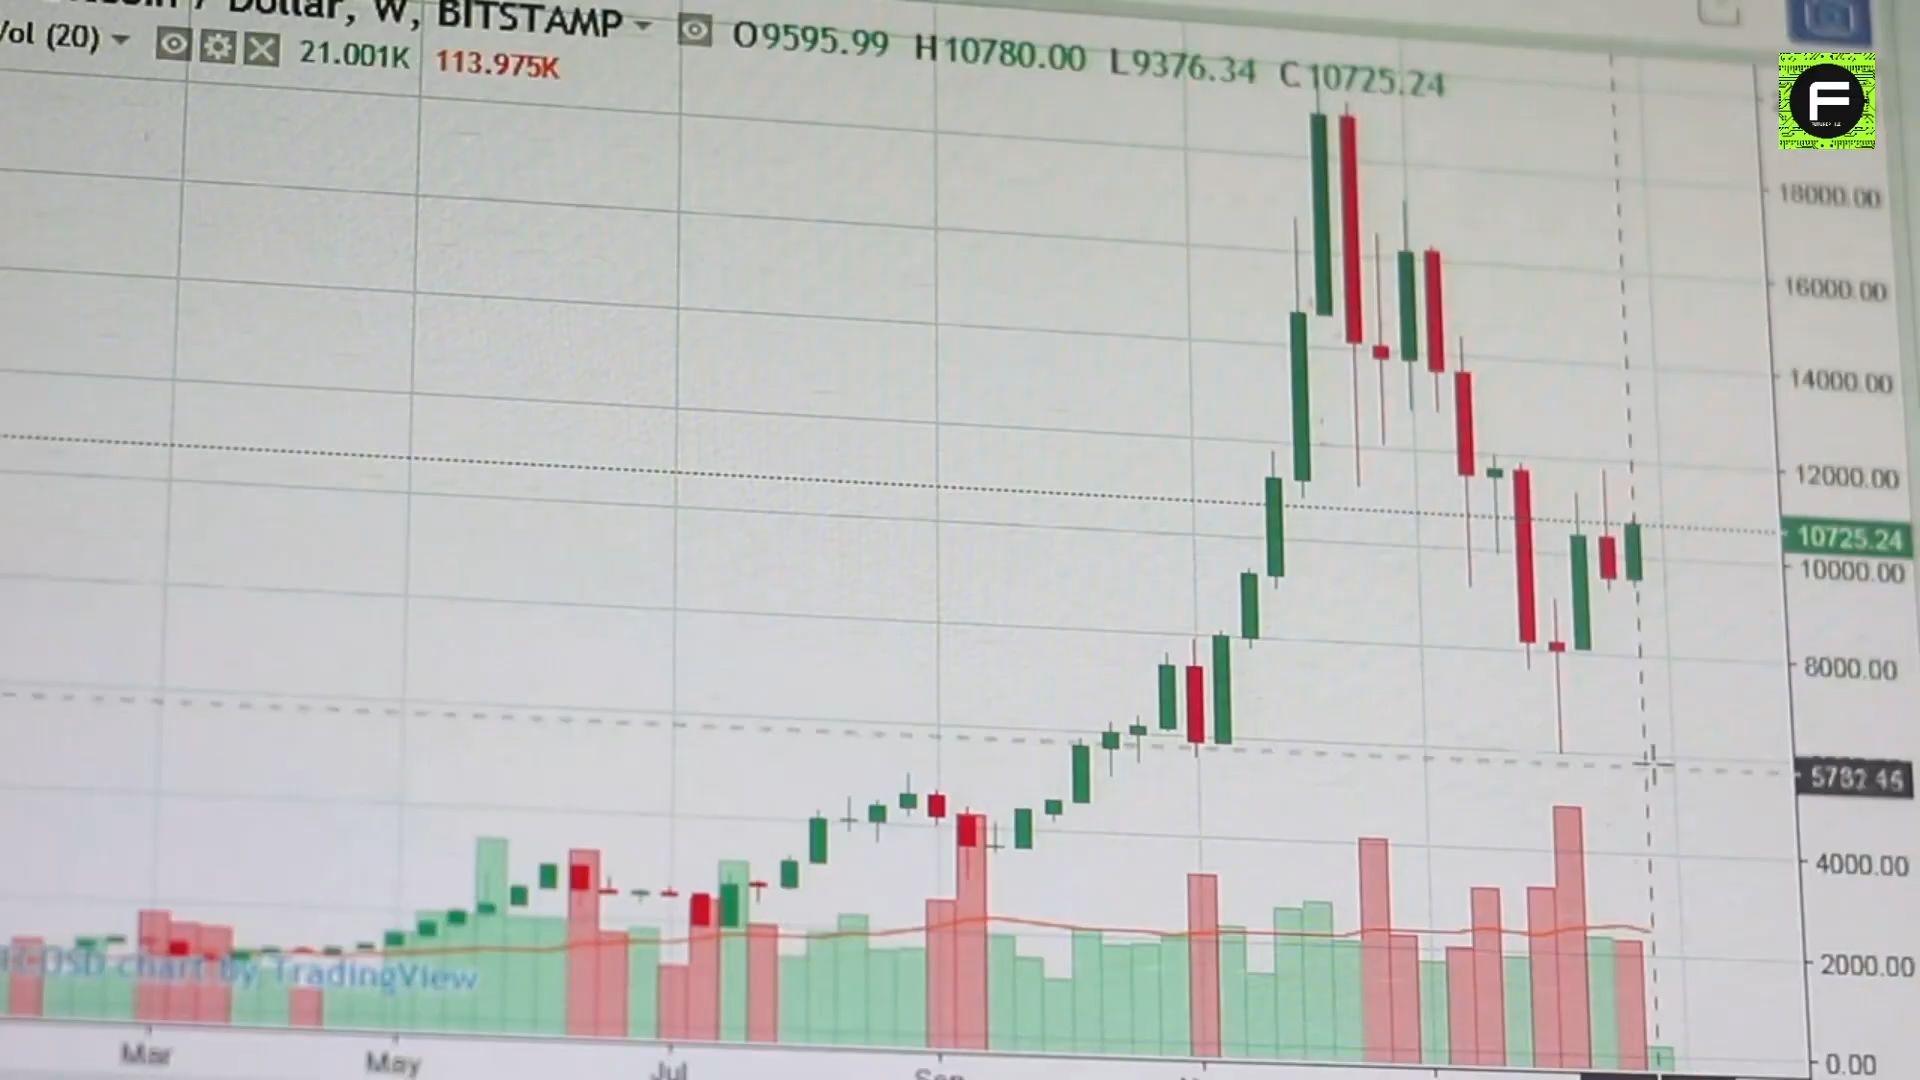 Dollar, W, BITSTAMP O9595.99 H10780.00 L9376.34 C10725.24
Vol (20) 21.001K 113.975K
F
18000.00
16000.00
14000.00
12000.00
10725.24
10000.00
8000.00
5782.46
4000.00
2000.00
0.00
chart by TradingView
Mar May Jul Sep